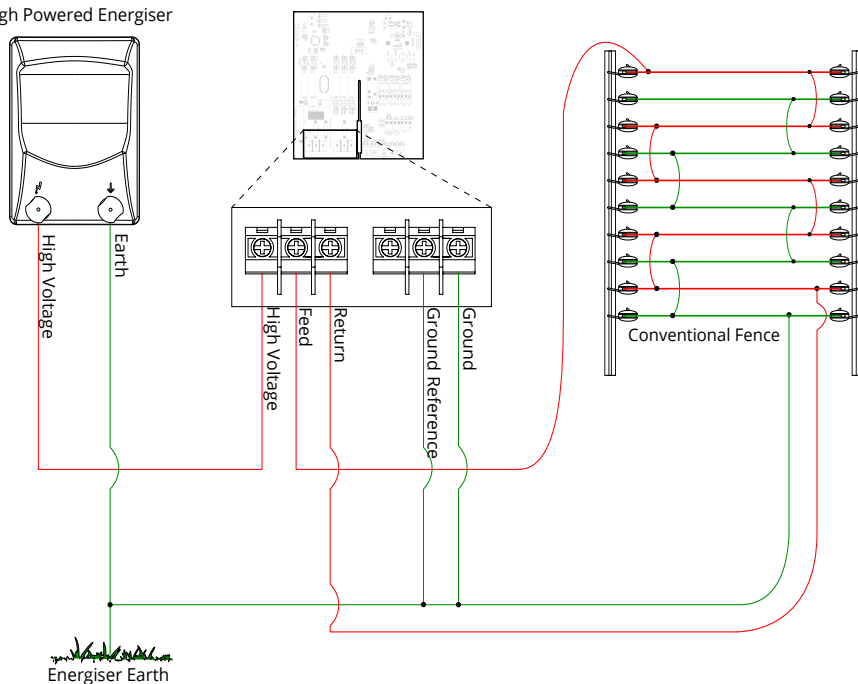 gh Powered Energiser
High Voltage
Earth
High Voltage
Feed
Return
Ground Reference
Ground
Conventional Fence
Energiser Earth